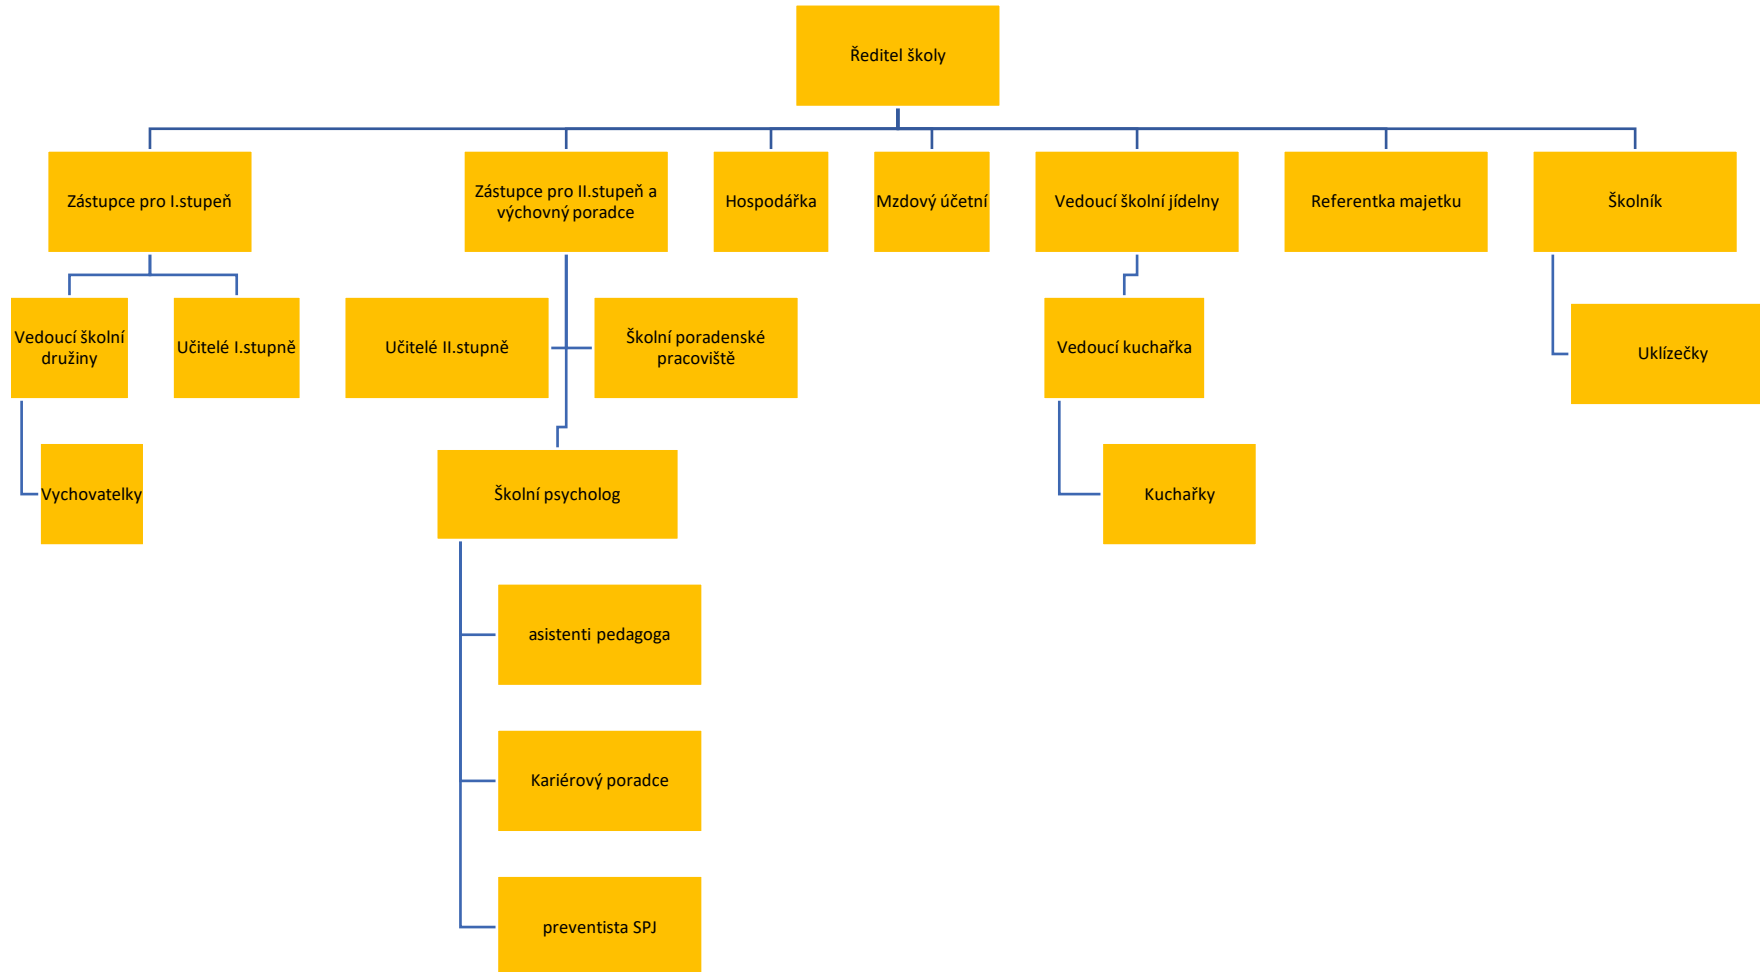 Ředitel školy
Zástupce pro I.stupeň
Zástupce pro II.stupeň a
výchovný poradce
Hospodářka
Mzdový účetní
Vedoucí školní jídelny
Referentka majetku
Školník
Vedoucí školní
družiny
Učitelé I.stupně
Učitelé II.stupně
Školní poradenské
pracoviště
Vedoucí kuchařka
Uklízečky
Vychovatelky
Školní psycholog
Kuchařky
asistenti pedagoga
Kariérový poradce
preventista SPJ